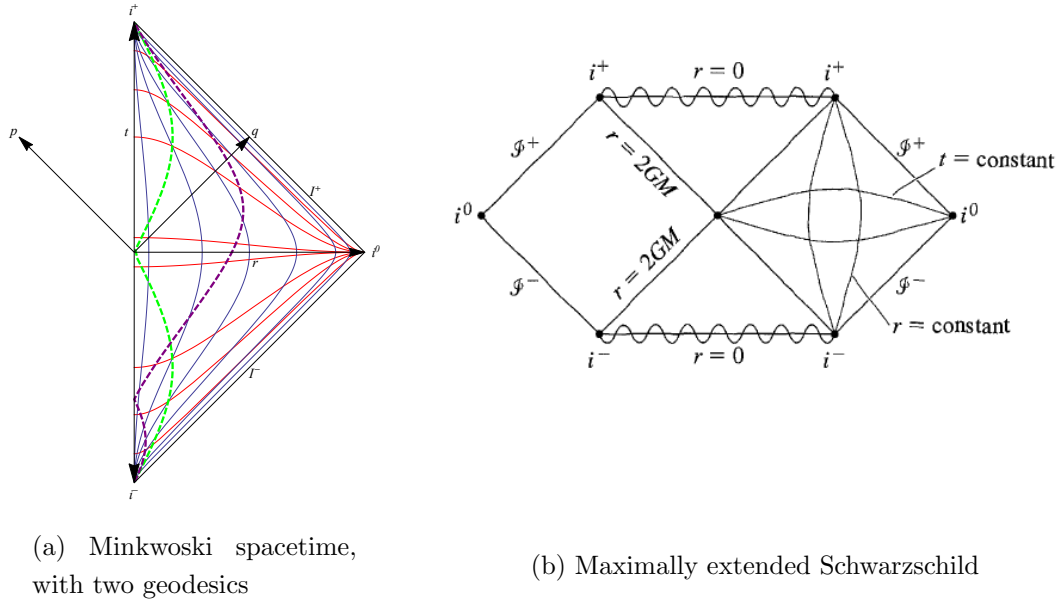 i⁺
p
t
q
I⁺
r
i⁰
I⁻
i⁻
(a) Minkwoski spacetime,
with two geodesics
i⁺
r = 0
i⁺
𝒥⁺
r = 2GM
𝒥⁺
t = constant
i⁰
i⁰
𝒥⁻
r = 2GM
𝒥⁻
r = constant
i⁻
r = 0
i⁻
(b) Maximally extended Schwarzschild